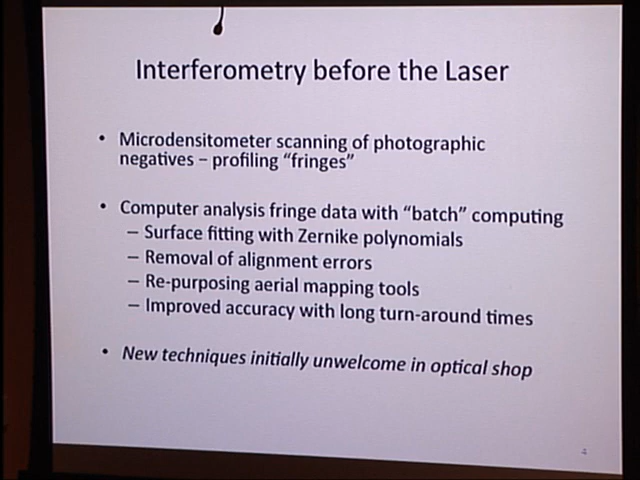 Interferometry before the Laser
• Microdensitometer scanning of photographic
negatives – profiling “fringes”
• Computer analysis fringe data with “batch” computing
– Surface fitting with Zernike polynomials
– Removal of alignment errors
– Re-purposing aerial mapping tools
– Improved accuracy with long turn-around times
• New techniques initially unwelcome in optical shop
4